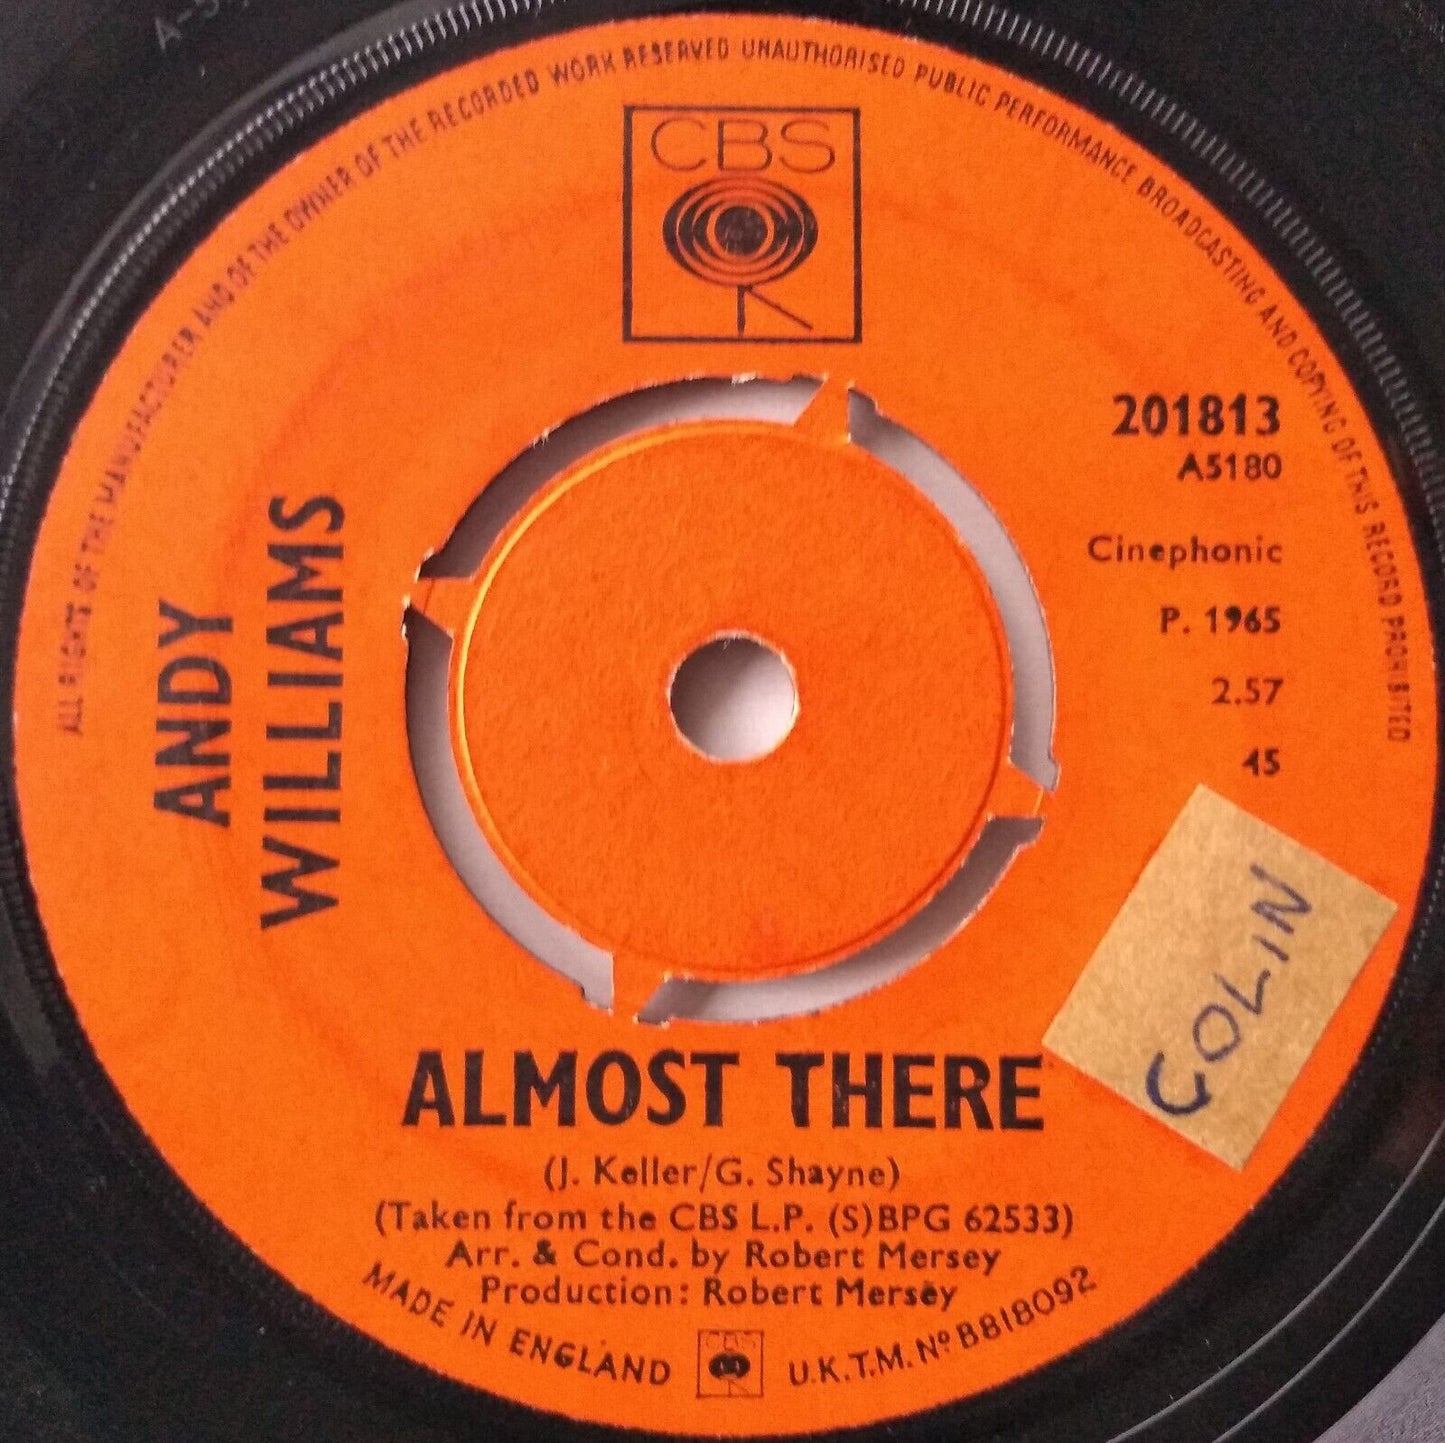 A-5
ALL RIGHTS OF THE MANUFACTURER AND OF THE OWNER OF THE RECORDED WORK RESERVED UNAUTHORISED PUBLIC PERFORMANCE BROADCASTING AND COPYING OF THIS RECORD PROHIBITED
CBS
201813
A5180
Cinephonic
P. 1965
2.57
45
ANDY
WILLIAMS
COLIN
ALMOST THERE
(J. Keller/G. Shayne)
(Taken from the CBS L.P. (S)BPG 62533)
Arr. & Cond. by Robert Mersey
Production: Robert Mersey
MADE IN ENGLAND
CBS
U.K.T.M. Nº B818092